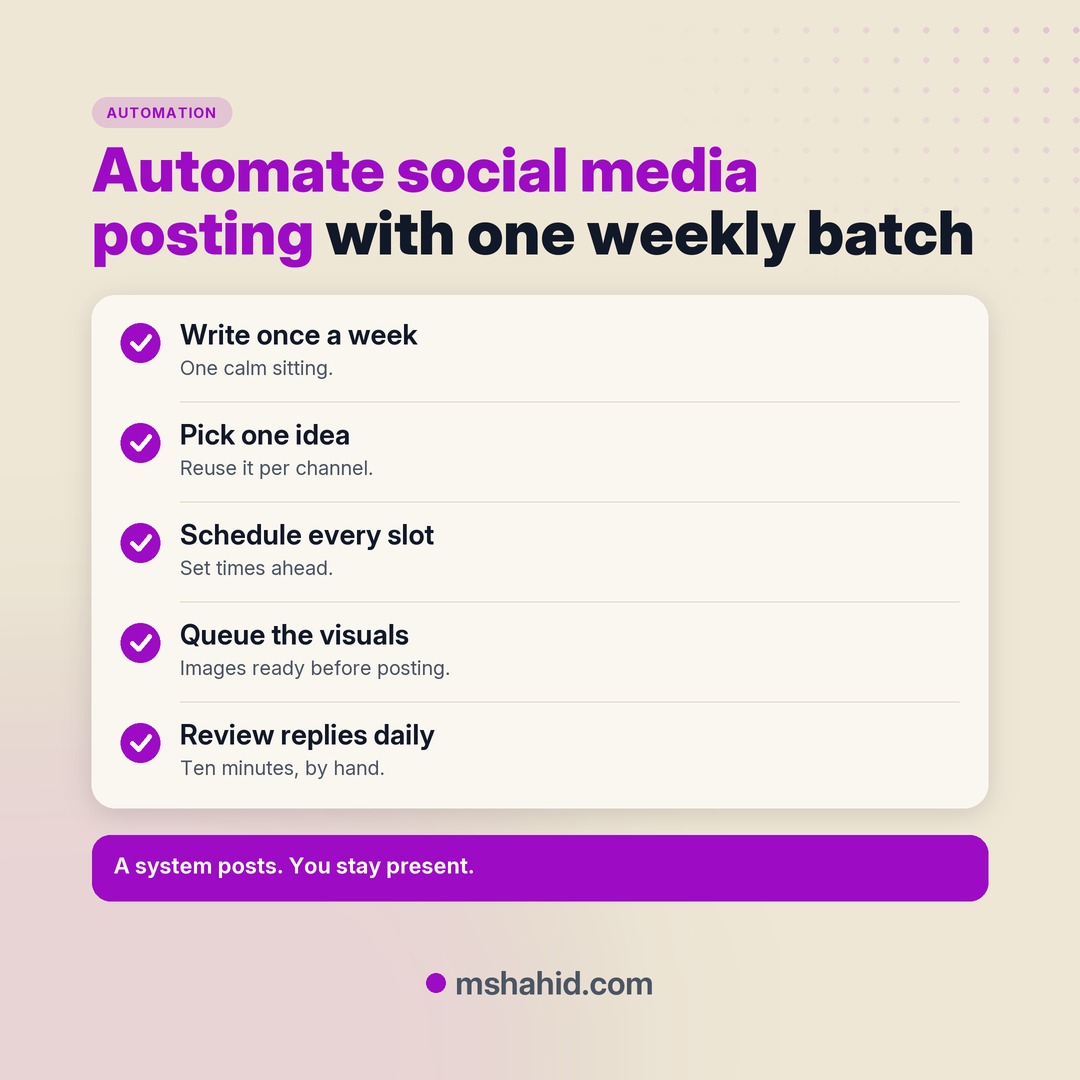 AUTOMATION
Automate social media
posting with one weekly batch
Write once a week
One calm sitting.
Pick one idea
Reuse it per channel.
Schedule every slot
Set times ahead.
Queue the visuals
Images ready before posting.
Review replies daily
Ten minutes, by hand.
A system posts. You stay present.
mshahid.com